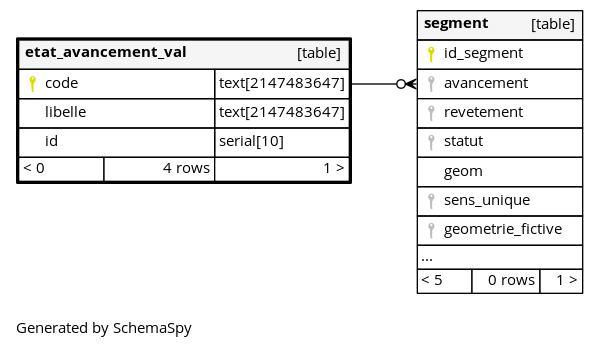 etat_avancement_val [table]
code text[2147483647]
libelle text[2147483647]
id serial[10]
< 0 4 rows 1 >
segment [table]
id_segment
avancement
revetement
statut
geom
sens_unique
geometrie_fictive
...
< 5 0 rows 1 >
Generated by SchemaSpy